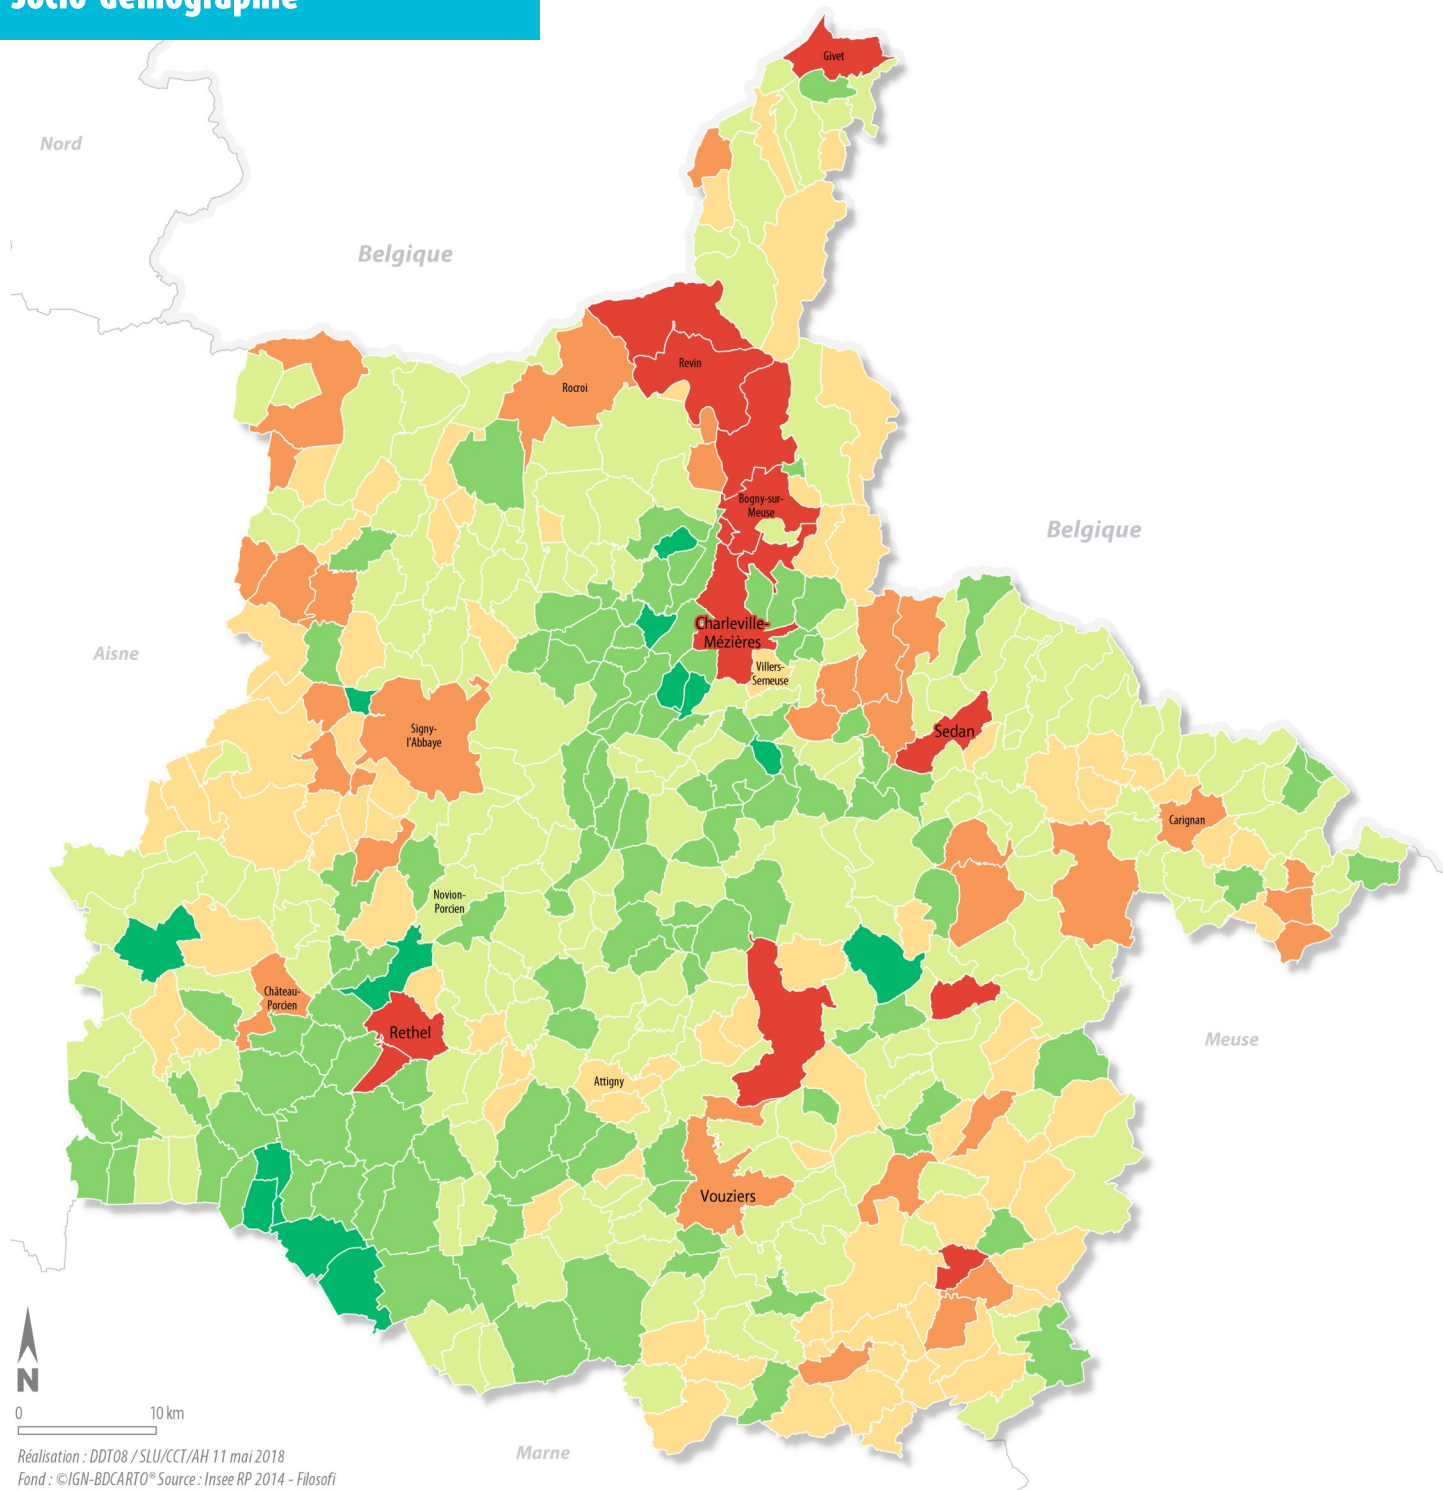 Socio-démographie
Givet
Nord
Belgique
Revin
Rocroi
Bogny-sur-
Meuse
Belgique
Charleville-
Mézières
Aisne
Villers-
Semeuse
Signy-
l'Abbaye
Sedan
Carignan
Novion-
Porcien
Château-
Porcien
Rethel
Meuse
Attigny
Vouziers
N
0 10 km
Marne
Réalisation : DDT08 / SLU/CCT/AH 11 mai 2018
Fond : ©IGN-BDCARTO® Source : Insee RP 2014 - Filosofi